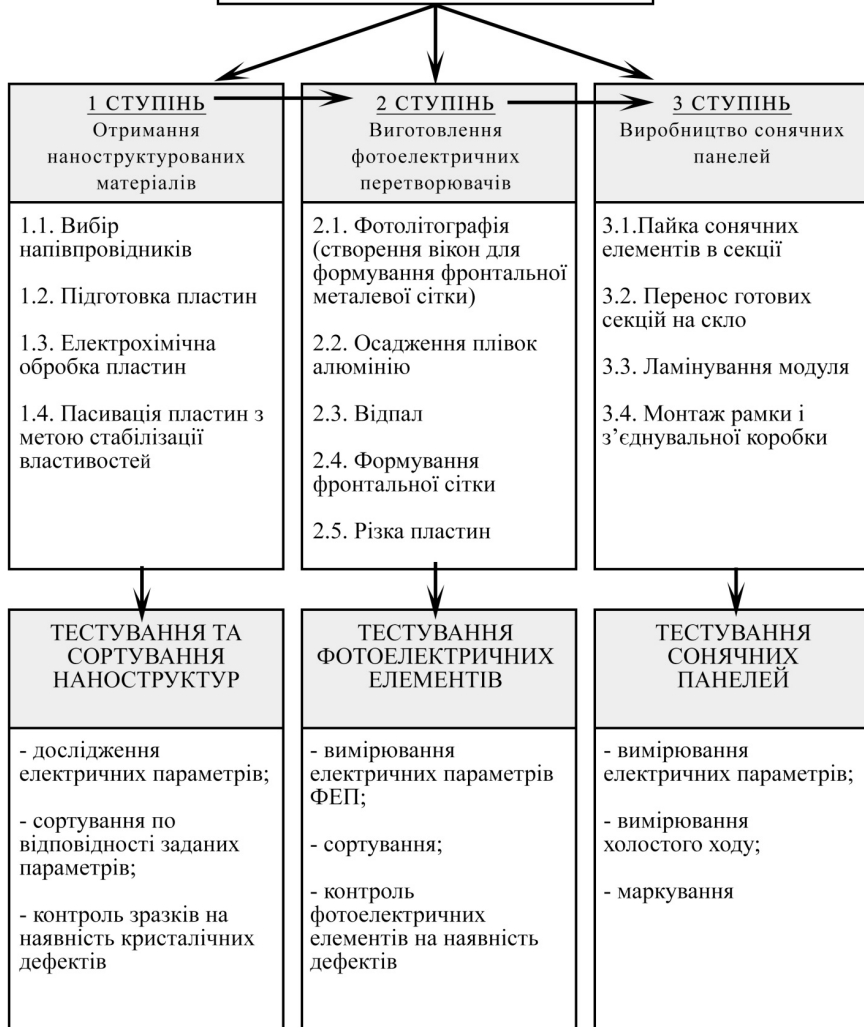 1 СТУПІНЬ
Отримання
наноструктурованих
матеріалів
1.1. Вибір
напівпровідників
1.2. Підготовка пластин
1.3. Електрохімічна
обробка пластин
1.4. Пасивація пластин з
метою стабілізації
властивостей
2 СТУПІНЬ
Виготовлення
фотоелектричних
перетворювачів
2.1. Фотолітографія
(створення вікон для
формування фронтальної
металевої сітки)
2.2. Осадження плівок
алюмінію
2.3. Відпал
2.4. Формування
фронтальної сітки
2.5. Різка пластин
3 СТУПІНЬ
Виробництво сонячних
панелей
3.1.Пайка сонячних
елементів в секції
3.2. Перенос готових
секцій на скло
3.3. Ламінування модуля
3.4. Монтаж рамки і
з’єднувальної коробки
ТЕСТУВАННЯ ТА
СОРТУВАННЯ
НАНОСТРУКТУР
- дослідження
електричних параметрів;
- сортування по
відповідності заданих
параметрів;
- контроль зразків на
наявність кристалічних
дефектів
ТЕСТУВАННЯ
ФОТОЕЛЕКТРИЧНИХ
ЕЛЕМЕНТІВ
- вимірювання
електричних параметрів
ФЕП;
- сортування;
- контроль
фотоелектричних
елементів на наявність
дефектів
ТЕСТУВАННЯ
СОНЯЧНИХ
ПАНЕЛЕЙ
- вимірювання
електричних параметрів;
- вимірювання
холостого ходу;
- маркування